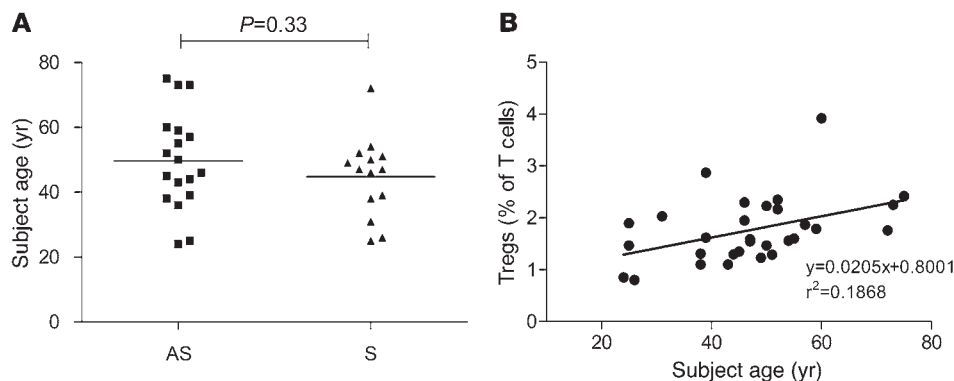 A
P=0.33
Subject age (yr)
80
60
40
20
0
AS
S
B
Tregs (% of T cells)
5
4
3
2
1
0
y=0.0205x+0.8001
r²=0.1868
20
40
60
80
Subject age (yr)